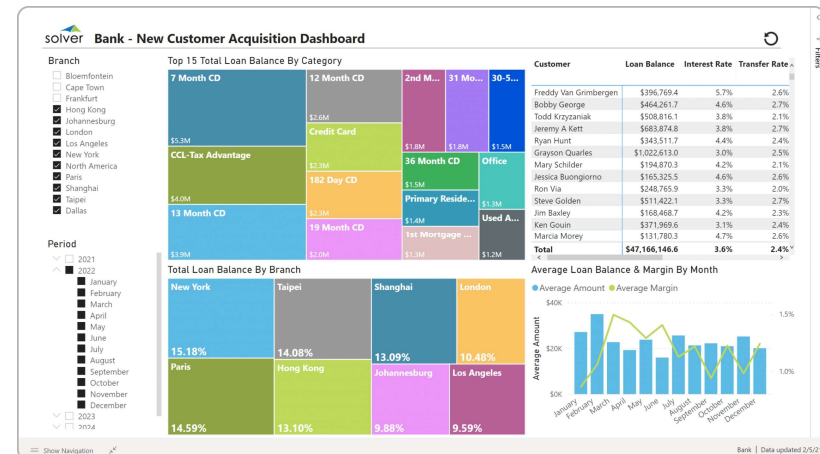 solver Bank - New Customer Acquisition Dashboard
Filters
Branch
Bloemfontein
Cape Town
Frankfurt
Hong Kong
Johannesburg
London
Los Angeles
New York
North America
Paris
Shanghai
Taipei
Dallas
Period
2021
2022
January
February
March
April
May
June
July
August
September
October
November
December
2023
2024
Top 15 Total Loan Balance By Category
7 Month CD
$5.3M
CCL-Tax Advantage
$4.0M
13 Month CD
$3.9M
12 Month CD
$2.6M
Credit Card
$2.3M
182 Day CD
$2.3M
19 Month CD
$2.0M
2nd M...
$1.8M
31 Mo...
$1.8M
30-5...
$1.5M
36 Month CD
$1.5M
Primary Reside...
$1.4M
1st Mortgage ...
$1.3M
Office
$1.3M
Used A...
$1.2M
Customer Loan Balance Interest Rate Transfer Rate
Freddy Van Grimbergen $396,769.4 5.7% 2.6%
Bobby George $464,261.7 4.6% 2.7%
Todd Krzyzaniak $508,816.1 3.8% 2.1%
Jeremy A Kett $683,874.8 3.8% 2.7%
Ryan Hunt $343,511.7 4.4% 2.4%
Grayson Quarles $1,022,613.0 3.0% 2.5%
Mary Schilder $194,870.3 4.2% 2.1%
Jessica Buongiorno $165,325.5 4.6% 2.6%
Ron Via $248,765.9 3.3% 2.0%
Steve Golden $511,422.1 3.3% 2.7%
Jim Baxley $168,468.7 4.2% 2.3%
Ken Gouin $371,969.6 3.1% 2.4%
Marcia Morey $131,780.3 4.7% 2.6%
Total $47,166,146.6 3.6% 2.4%
Total Loan Balance By Branch
New York
15.18%
Paris
14.59%
Taipei
14.08%
Hong Kong
13.10%
Shanghai
13.09%
London
10.48%
Johannesburg
9.88%
Los Angeles
9.59%
Average Loan Balance & Margin By Month
Average Amount Average Margin
Average Amount
$40K
$20K
$0K
1.5%
1.0%
January
February
March
April
May
June
July
August
September
October
November
December
Show Navigation
Bank | Data updated 2/5/2